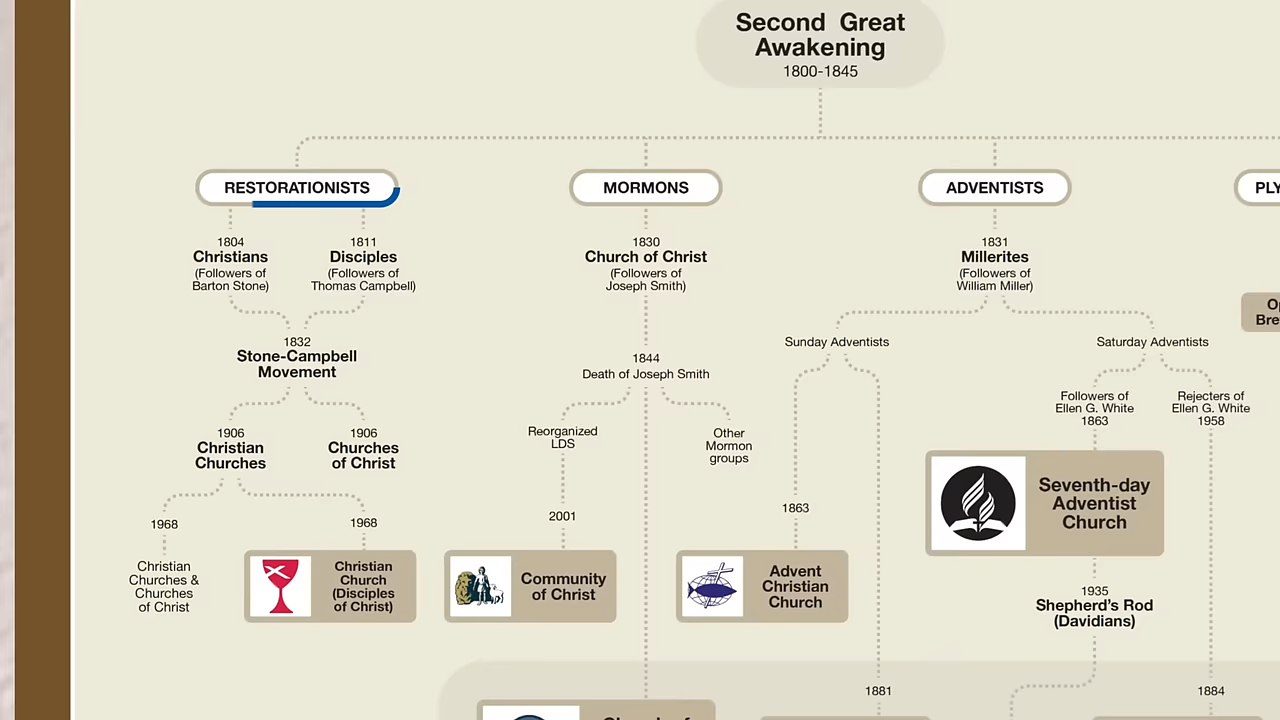 Second Great
Awakening
1800-1845
RESTORATIONISTS
MORMONS
ADVENTISTS
1804
Christians
(Followers of
Barton Stone)
1811
Disciples
(Followers of
Thomas Campbell)
1832
Stone-Campbell
Movement
1906
Christian
Churches
1906
Churches
of Christ
1968
Christian
Churches &
Churches
of Christ
1968
Christian
Church
(Disciples
of Christ)
1830
Church of Christ
(Followers of
Joseph Smith)
1844
Death of Joseph Smith
Reorganized
LDS
2001
Community
of Christ
Other
Mormon
groups
1831
Millerites
(Followers of
William Miller)
Sunday Adventists
1863
Advent
Christian
Church
1881
Saturday Adventists
Followers of
Ellen G. White
1863
Seventh-day
Adventist
Church
1935
Shepherd's Rod
(Davidians)
Rejecters of
Ellen G. White
1958
1884